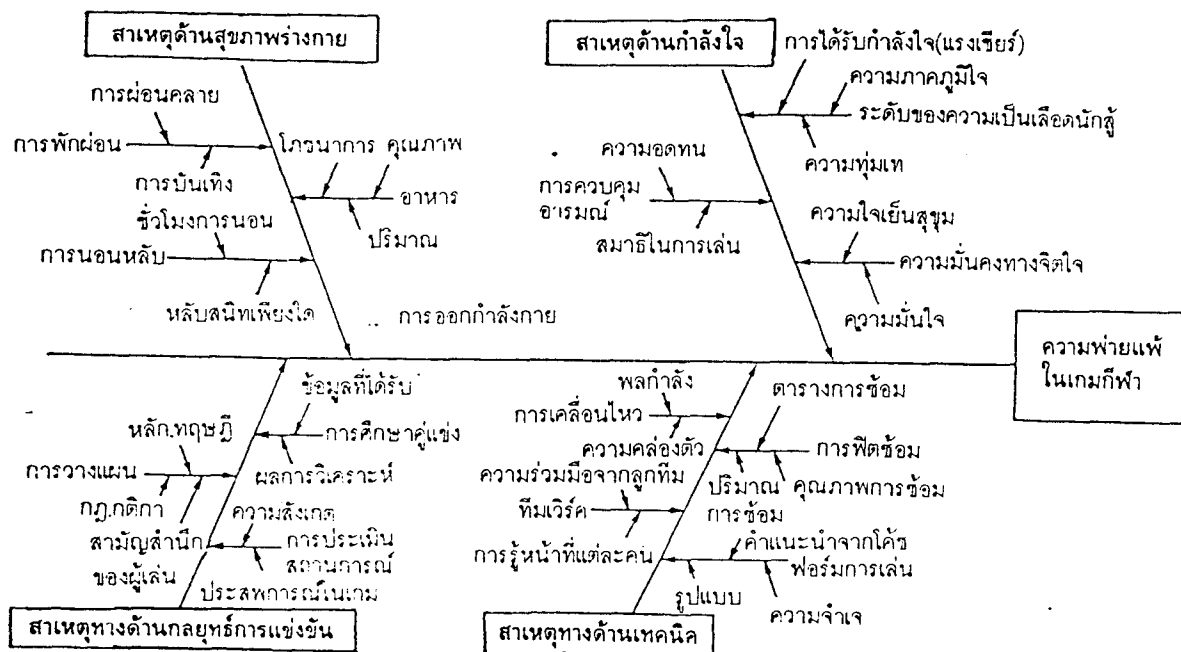 สาเหตุด้านสุขภาพร่างกาย
การผ่อนคลาย
การพักผ่อน
การบันเทิง
โภชนาการ
คุณภาพ
อาหาร
ปริมาณ
ชั่วโมงการนอน
การนอนหลับ
หลับสนิทเพียงใด
การออกกำลังกาย
สาเหตุด้านกำลังใจ
การได้รับกำลังใจ(แรงเชียร์)
ความภาคภูมิใจ
ระดับของความเป็นเลือดนักสู้
ความทุ่มเท
ความอดทน
การควบคุม
อารมณ์
สมาธิในการเล่น
ความใจเย็นสุขุม
ความมั่นคงทางจิตใจ
ความมั่นใจ
ความพ่ายแพ้
ในเกมกีฬา
ข้อมูลที่ได้รับ
การศึกษาคู่แข่ง
ผลการวิเคราะห์
หลัก.ทฤษฎี
การวางแผน
กฎ.กติกา
สามัญสำนึก
ของผู้เล่น
ความสังเกต
การประเมิน
สถานการณ์
ประสพการณ์ในเกม
สาเหตุทางด้านกลยุทธ์การแข่งขัน
พลกำลัง
การเคลื่อนไหว
ความคล่องตัว
ตารางการซ้อม
การฟิตซ้อม
ปริมาณ
การซ้อม
คุณภาพการซ้อม
ความร่วมมือจากลูกทีม
ทีมเวิร์ค
การรู้หน้าที่แต่ละคน
คำแนะนำจากโค้ช
ฟอร์มการเล่น
รูปแบบ
ความจำเจ
สาเหตุทางด้านเทคนิค